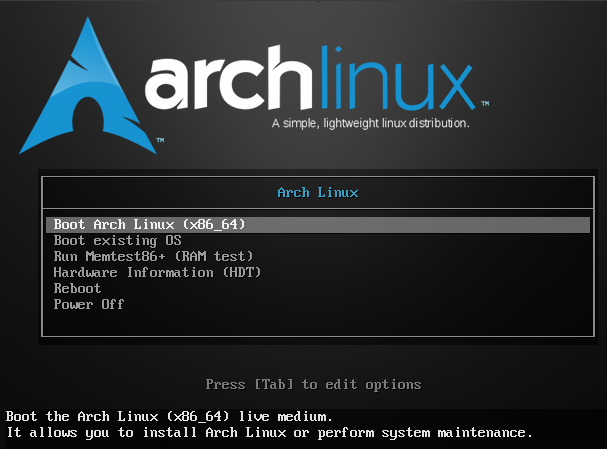 archlinux™
A simple, lightweight linux distribution.
™
Arch Linux
Boot Arch Linux (x86_64)
Boot existing OS
Run Memtest86+ (RAM test)
Hardware Information (HDT)
Reboot
Power Off
Press [Tab] to edit options
Boot the Arch Linux (x86_64) live medium.
It allows you to install Arch Linux or perform system maintenance.